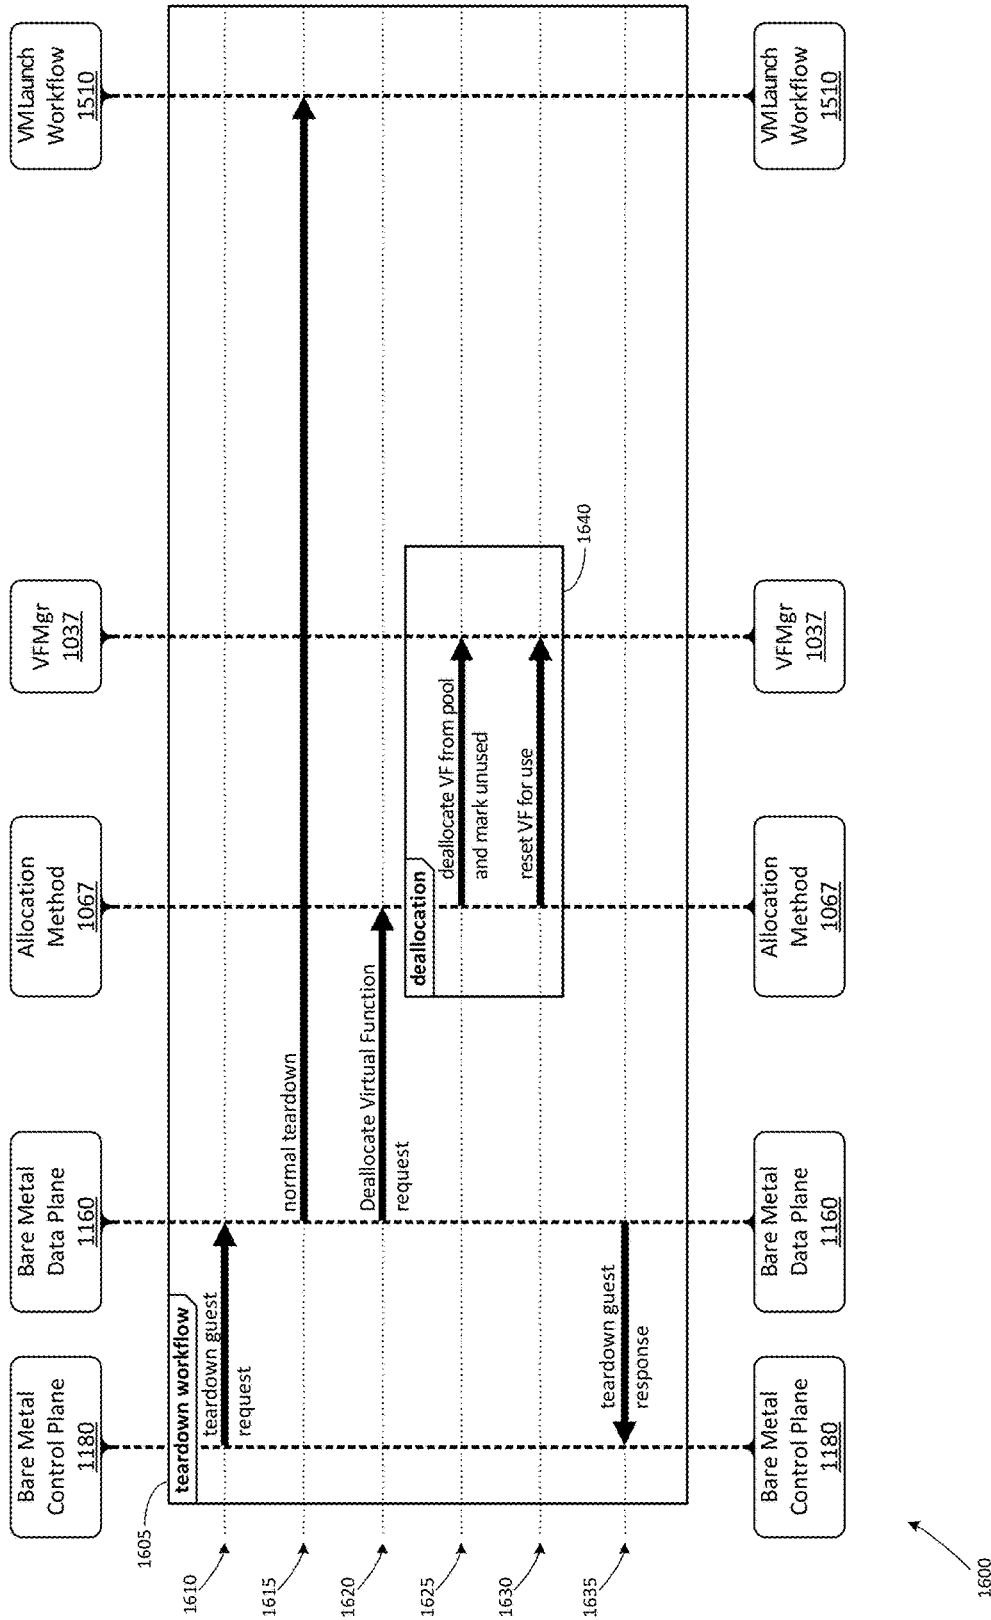 Bare Metal
Control Plane
1180
Bare Metal
Data Plane
1160
Allocation
Method
1067
VFMgr
1037
VMLaunch
Workflow
1510
1605
teardown workflow
1610
teardown guest
request
1615
normal teardown
1620
Deallocate Virtual Function
request
deallocation
1625
deallocate VF from pool
and mark unused
1630
reset VF for use
1640
1635
teardown guest
response
Bare Metal
Control Plane
1180
Bare Metal
Data Plane
1160
Allocation
Method
1067
VFMgr
1037
VMLaunch
Workflow
1510
1600